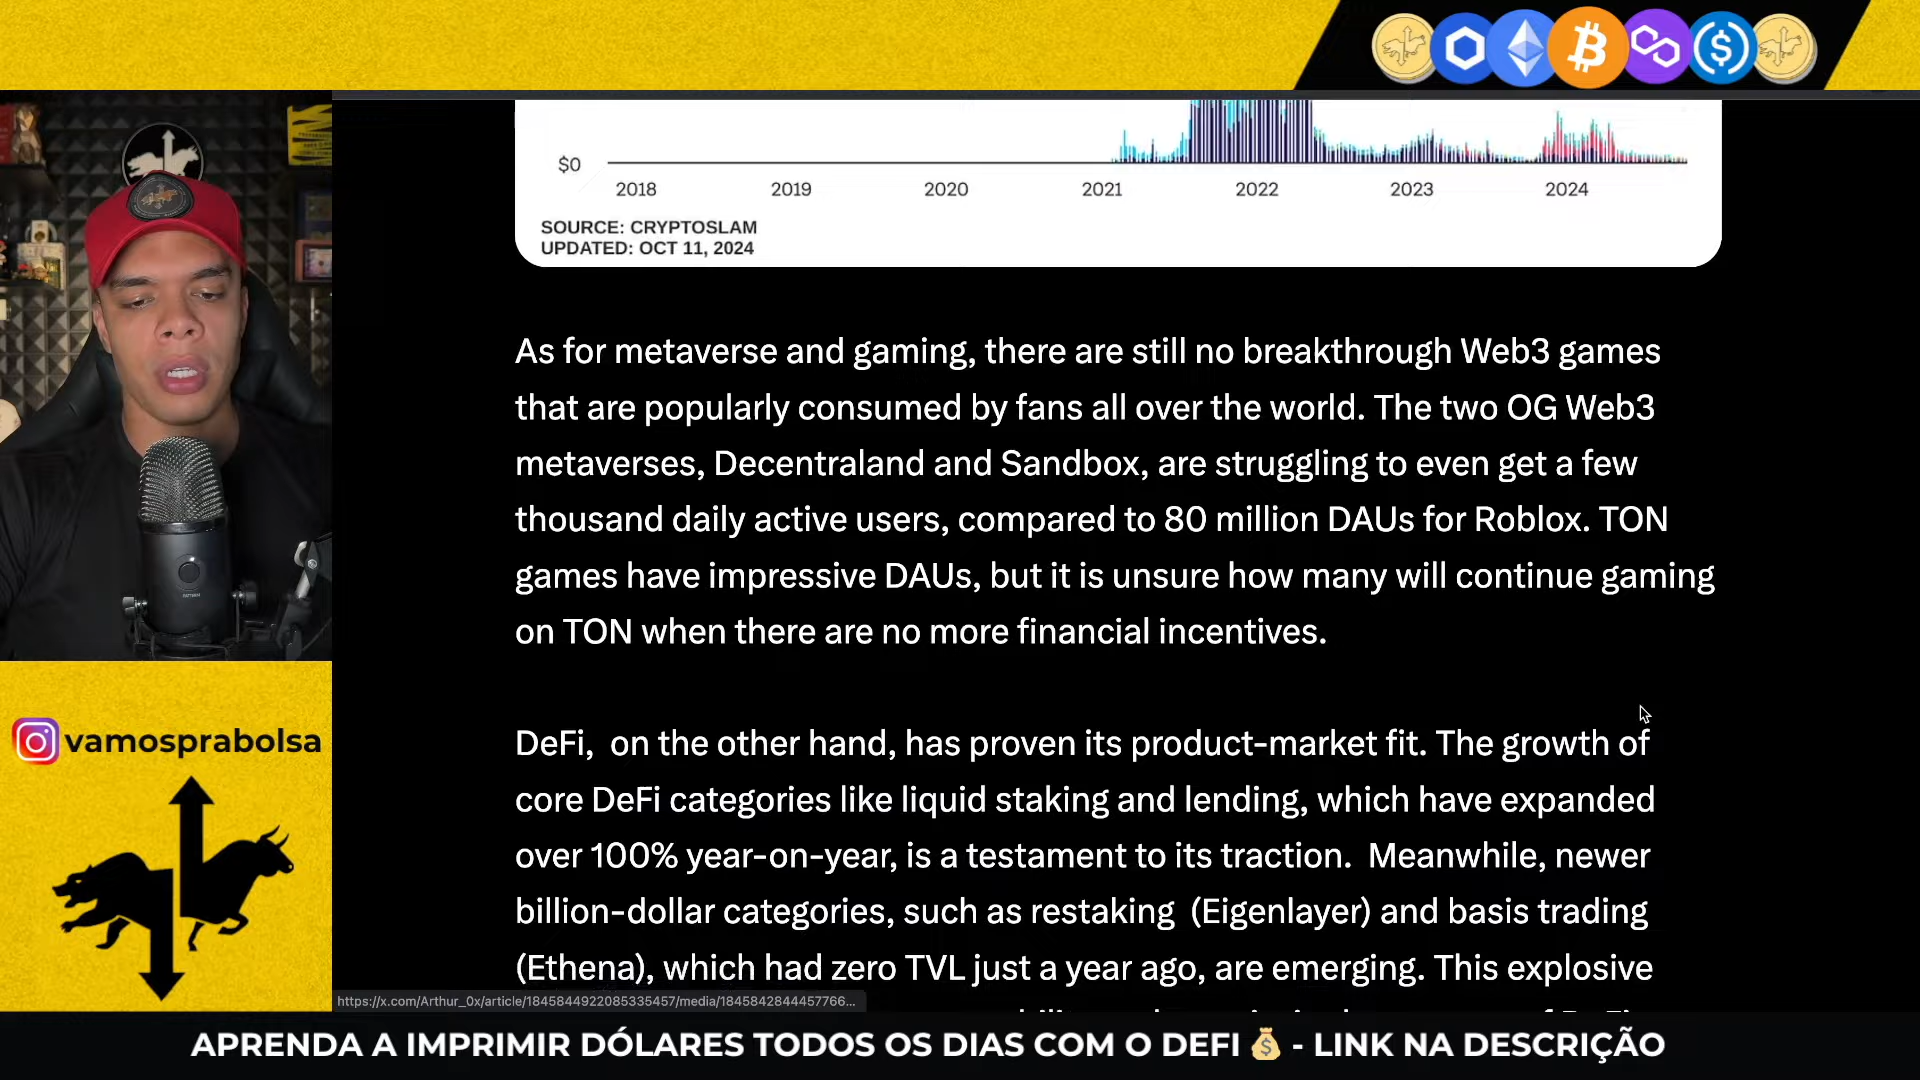 $0
2018 2019 2020 2021 2022 2023 2024
SOURCE: CRYPTOSLAM
UPDATED: OCT 11, 2024
As for metaverse and gaming, there are still no breakthrough Web3 games
that are popularly consumed by fans all over the world. The two OG Web3
metaverses, Decentraland and Sandbox, are struggling to even get a few
thousand daily active users, compared to 80 million DAUs for Roblox. TON
games have impressive DAUs, but it is unsure how many will continue gaming
on TON when there are no more financial incentives.
DeFi, on the other hand, has proven its product-market fit. The growth of
core DeFi categories like liquid staking and lending, which have expanded
over 100% year-on-year, is a testament to its traction. Meanwhile, newer
billion-dollar categories, such as restaking (Eigenlayer) and basis trading
(Ethena), which had zero TVL just a year ago, are emerging. This explosive
https://x.com/Arthur_0x/article/1845844922085335457/media/1845842844457766...
vamosprabolsa
APRENDA A IMPRIMIR DÓLARES TODOS OS DIAS COM O DEFI 💰 - LINK NA DESCRIÇÃO